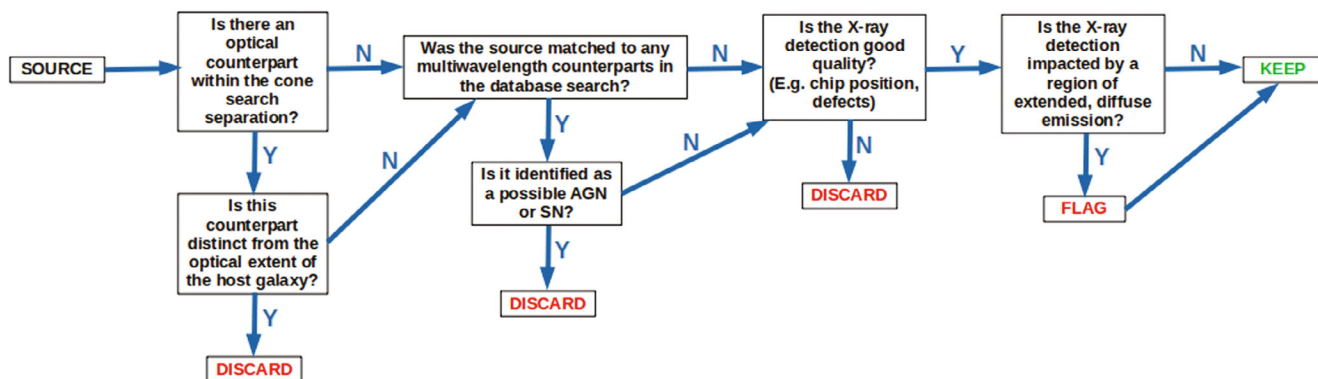 SOURCE
Is there an
optical
counterpart
within the cone
search
separation?
N
Y
Is this
counterpart
distinct from the
optical extent of
the host galaxy?
N
Y
DISCARD
Was the source matched to any
multiwavelength counterparts in
the database search?
N
Y
Is it identified as
a possible AGN
or SN?
N
Y
DISCARD
Is the X-ray
detection good
quality?
(E.g. chip position,
defects)
Y
N
DISCARD
Is the X-ray
detection
impacted by a
region of
extended, diffuse
emission?
N
Y
FLAG
KEEP